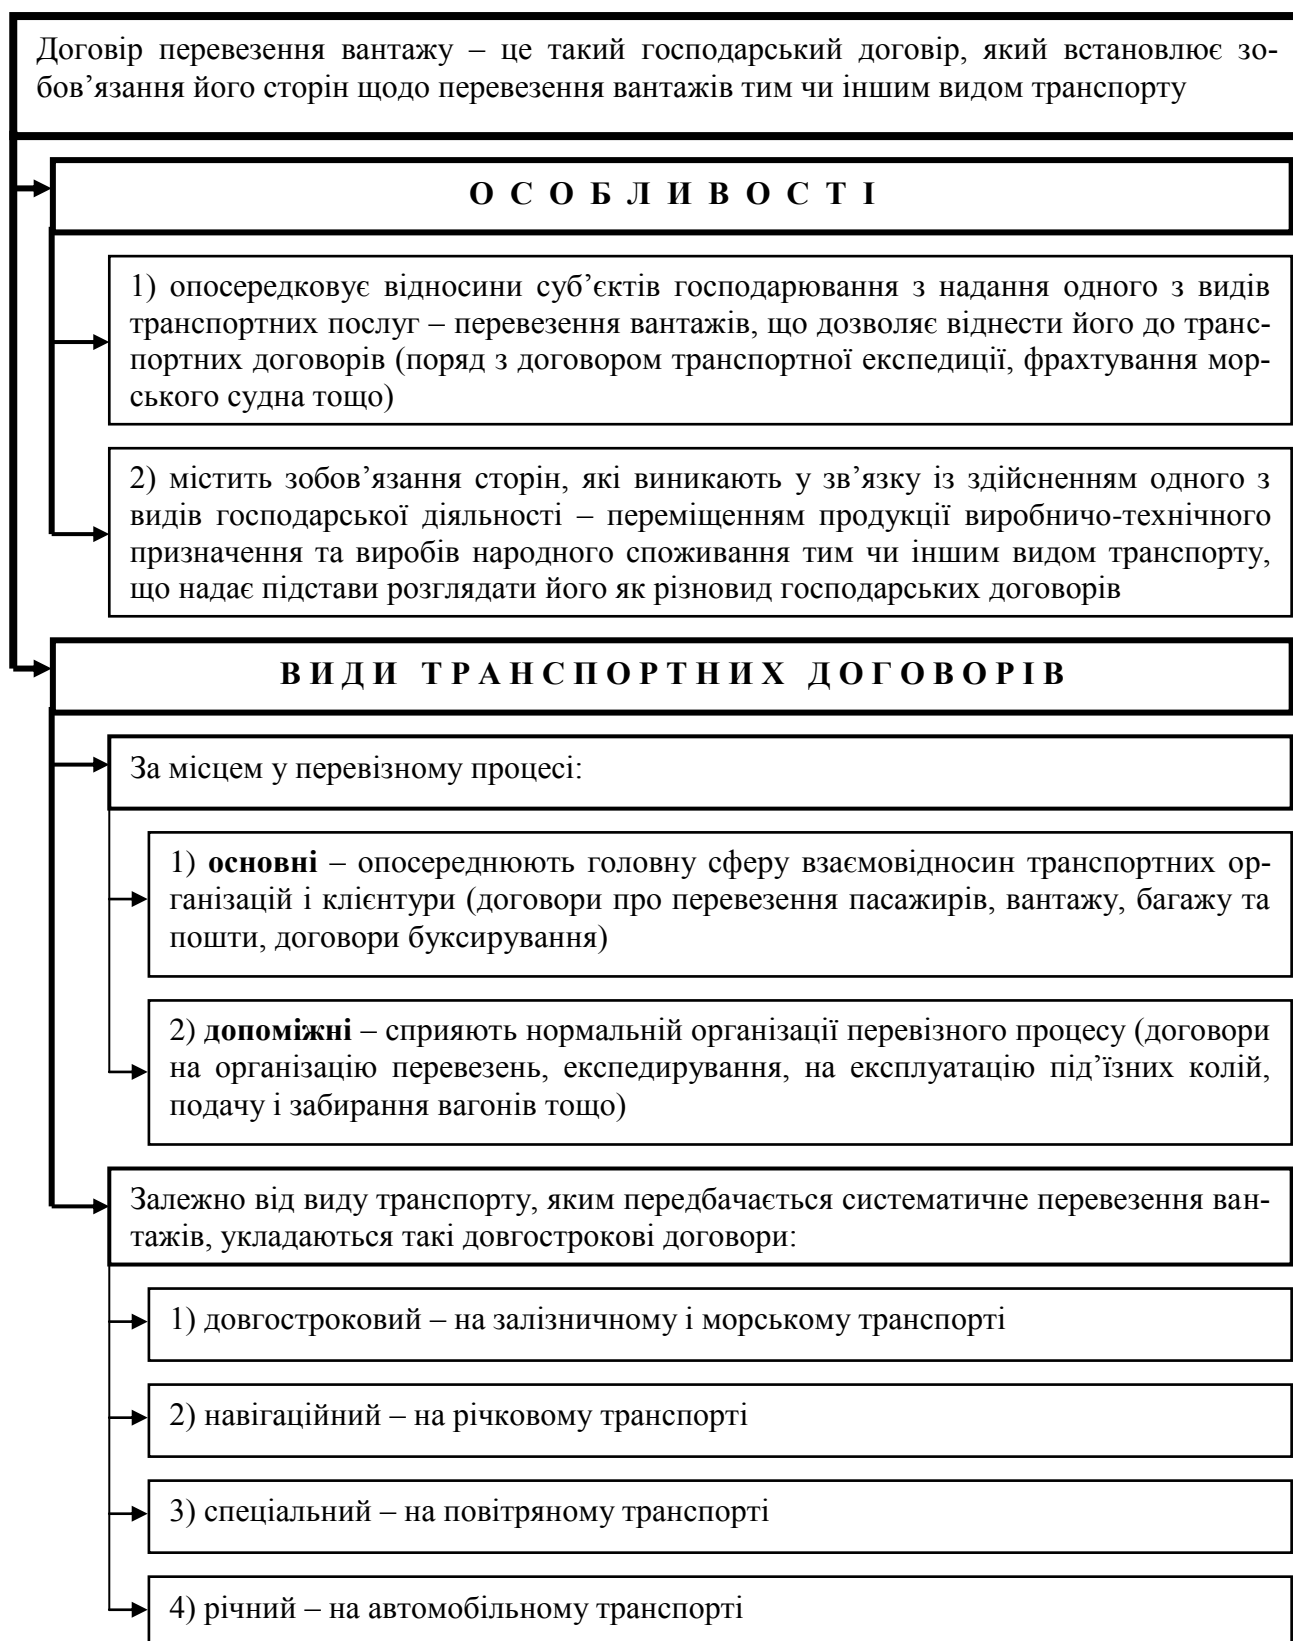 Договір перевезення вантажу – це такий господарський договір, який встановлює зо-
бов’язання його сторін щодо перевезення вантажів тим чи іншим видом транспорту
О С О Б Л И В О С Т І
1) опосередковує відносини суб’єктів господарювання з надання одного з видів
транспортних послуг – перевезення вантажів, що дозволяє віднести його до транс-
портних договорів (поряд з договором транспортної експедиції, фрахтування мор-
ського судна тощо)
2) містить зобов’язання сторін, які виникають у зв’язку із здійсненням одного з
видів господарської діяльності – переміщенням продукції виробничо-технічного
призначення та виробів народного споживання тим чи іншим видом транспорту,
що надає підстави розглядати його як різновид господарських договорів
В И Д И Т Р А Н С П О Р Т Н И Х Д О Г О В О Р І В
За місцем у перевізному процесі:
1) основні – опосереднюють головну сферу взаємовідносин транспортних ор-
ганізацій і клієнтури (договори про перевезення пасажирів, вантажу, багажу та
пошти, договори буксирування)
2) допоміжні – сприяють нормальній організації перевізного процесу (договори
на організацію перевезень, експедирування, на експлуатацію під’їзних колій,
подачу і забирання вагонів тощо)
Залежно від виду транспорту, яким передбачається систематичне перевезення ван-
тажів, укладаються такі довгострокові договори:
1) довгостроковий – на залізничному і морському транспорті
2) навігаційний – на річковому транспорті
3) спеціальний – на повітряному транспорті
4) річний – на автомобільному транспорті